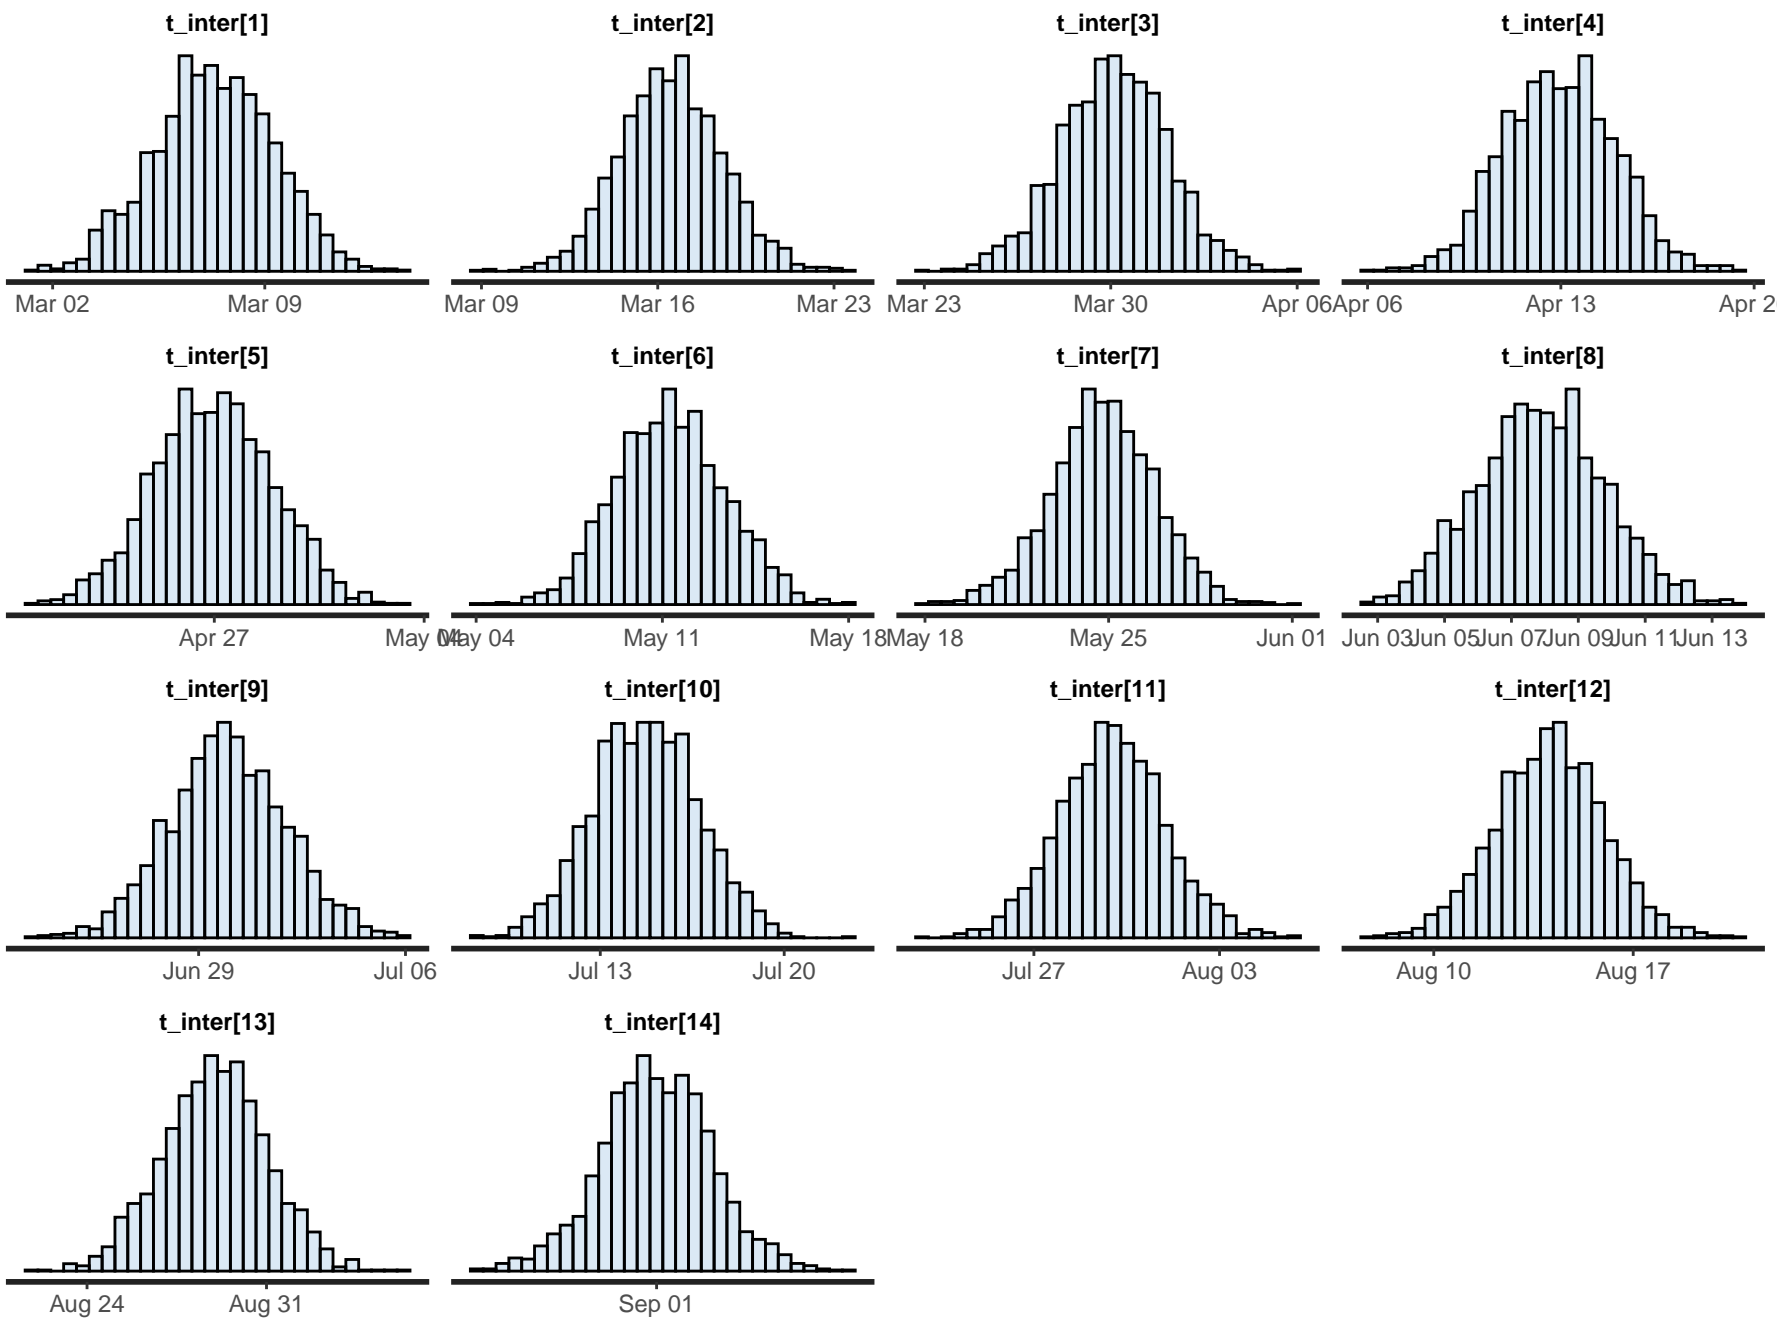 t_inter[1] t_inter[2] t_inter[3] t_inter[4]
Mar 02 Mar 09 Mar 09 Mar 16 Mar 23 Mar 23 Mar 30 Apr 06 Apr 06 Apr 13 Apr 2
t_inter[5] t_inter[6] t_inter[7] t_inter[8]
Apr 27 May 04 May 04 May 11 May 18 May 18 May 25 Jun 01 Jun 03 Jun 05 Jun 07 Jun 09 Jun 11 Jun 13
t_inter[9] t_inter[10] t_inter[11] t_inter[12]
Jun 29 Jul 06 Jul 13 Jul 20 Jul 27 Aug 03 Aug 10 Aug 17
t_inter[13] t_inter[14]
Aug 24 Aug 31 Sep 01